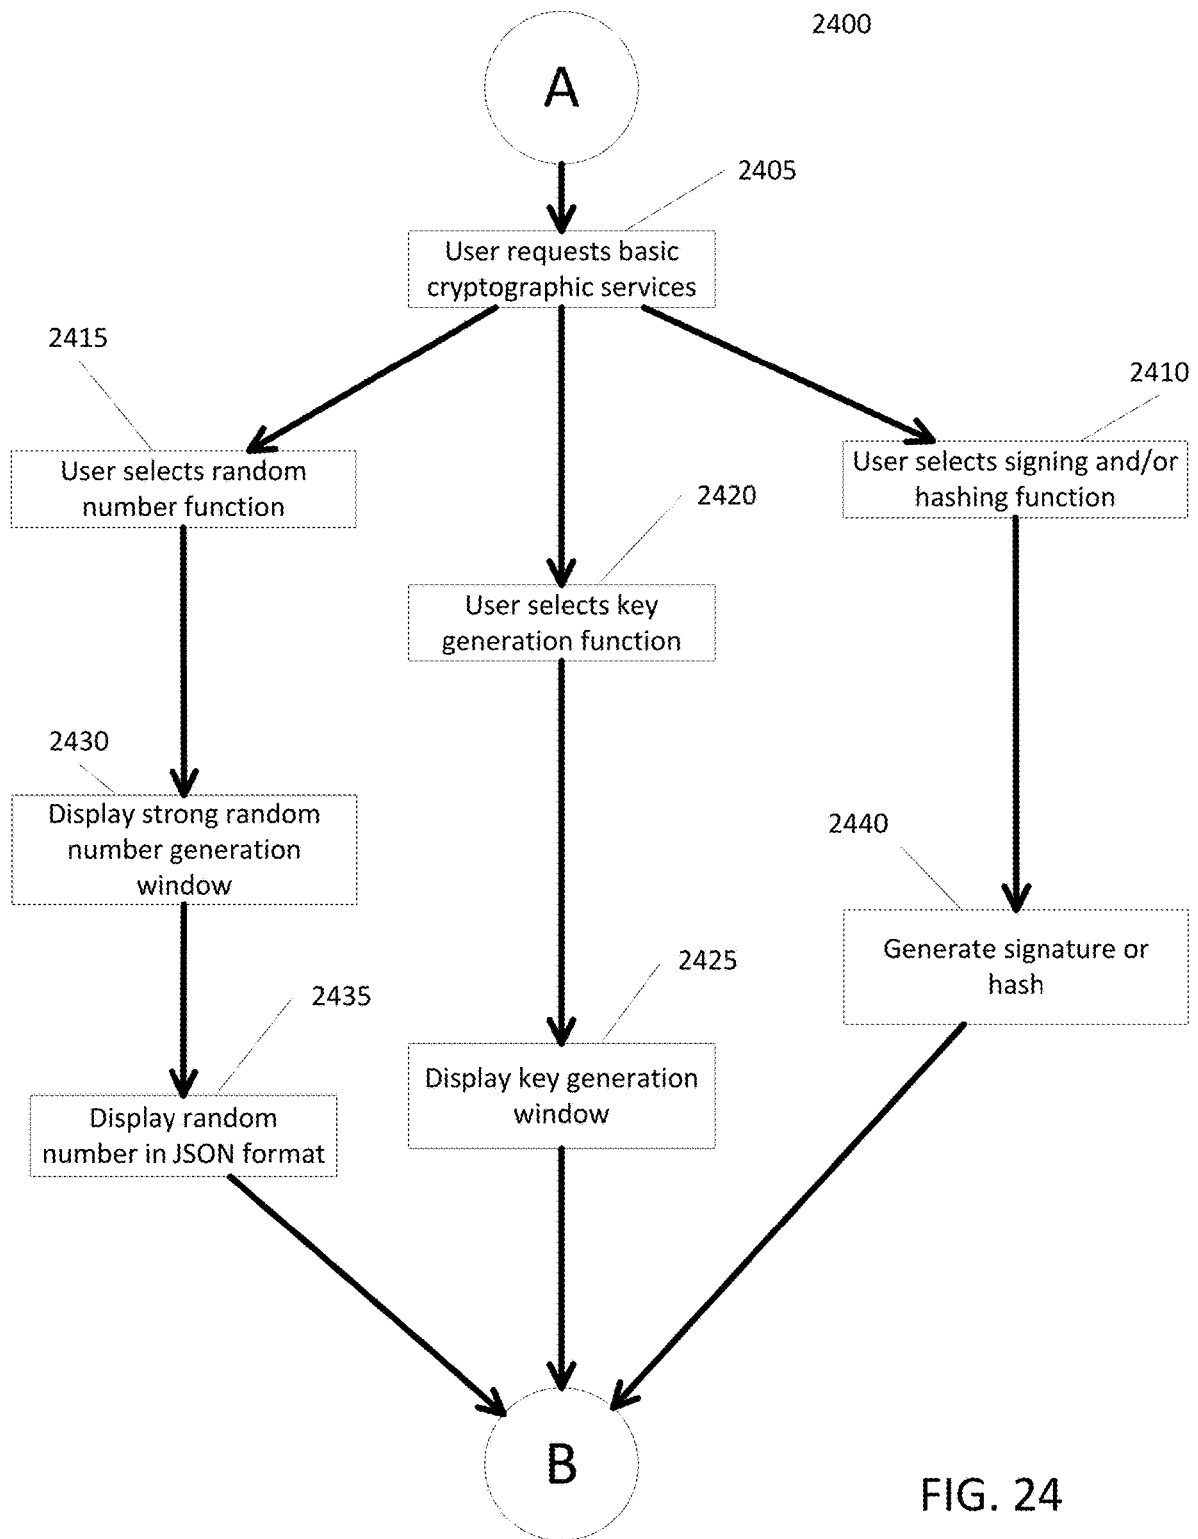 2400
A
2405
User requests basic
cryptographic services
2415
2410
User selects random
number function
User selects signing and/or
hashing function
2420
User selects key
generation function
2430
Display strong random
number generation
window
2440
Generate signature or
hash
2425
2435
Display key generation
window
Display random
number in JSON format
B
FIG. 24